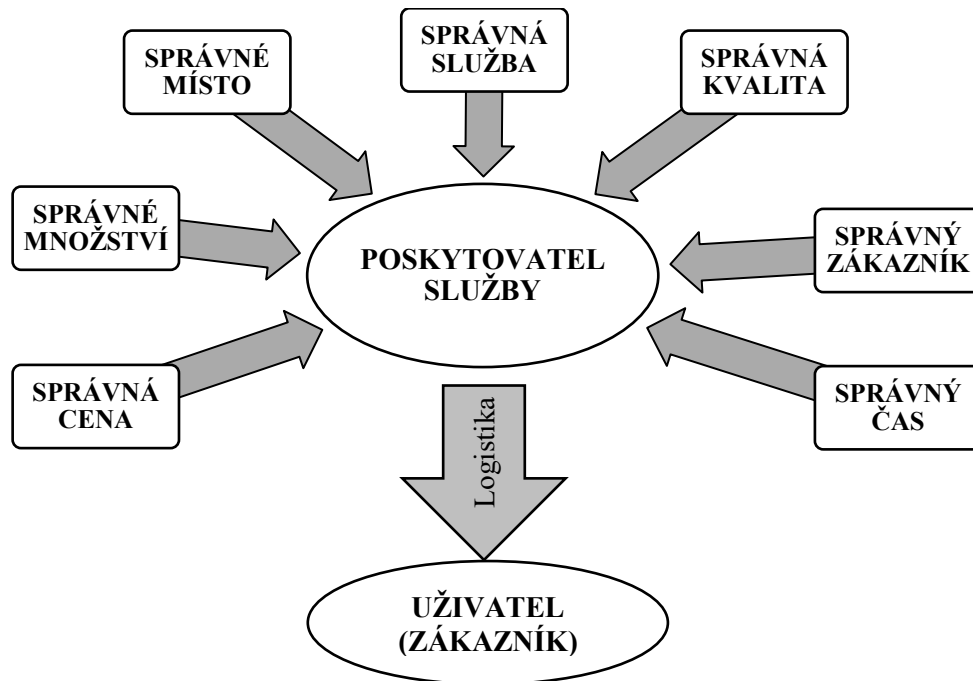 SPRÁVNÉ
MÍSTO
SPRÁVNÁ
SLUŽBA
SPRÁVNÁ
KVALITA
SPRÁVNÉ
MNOŽSTVÍ
POSKYTOVATEL
SLUŽBY
SPRÁVNÝ
ZÁKAZNÍK
SPRÁVNÁ
CENA
SPRÁVNÝ
ČAS
Logistika
UŽIVATEL
(ZÁKAZNÍK)